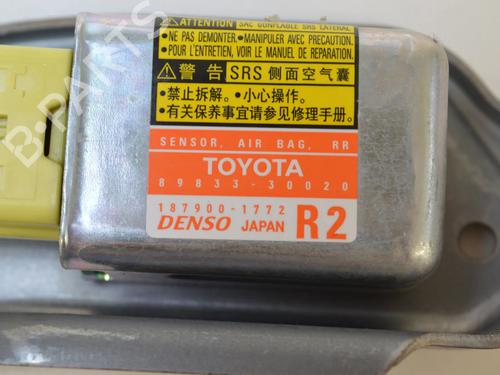 ATTENTION SAC GONFLABLE SRS LATERAL
•NE PAS DEMONTER. •MANIPULER AVEC PRECAUTION.
•POUR L'ENTRETIEN, VOIR LE MANUEL DE REPARATION.
警告 SRS 侧面空气囊
•禁止拆解。 •小心操作。
•有关保养事宜请参见修理手册.
SENSOR, AIR BAG, RR
TOYOTA
89833-30020
187900-1772
DENSO JAPAN R2
B-PARTS